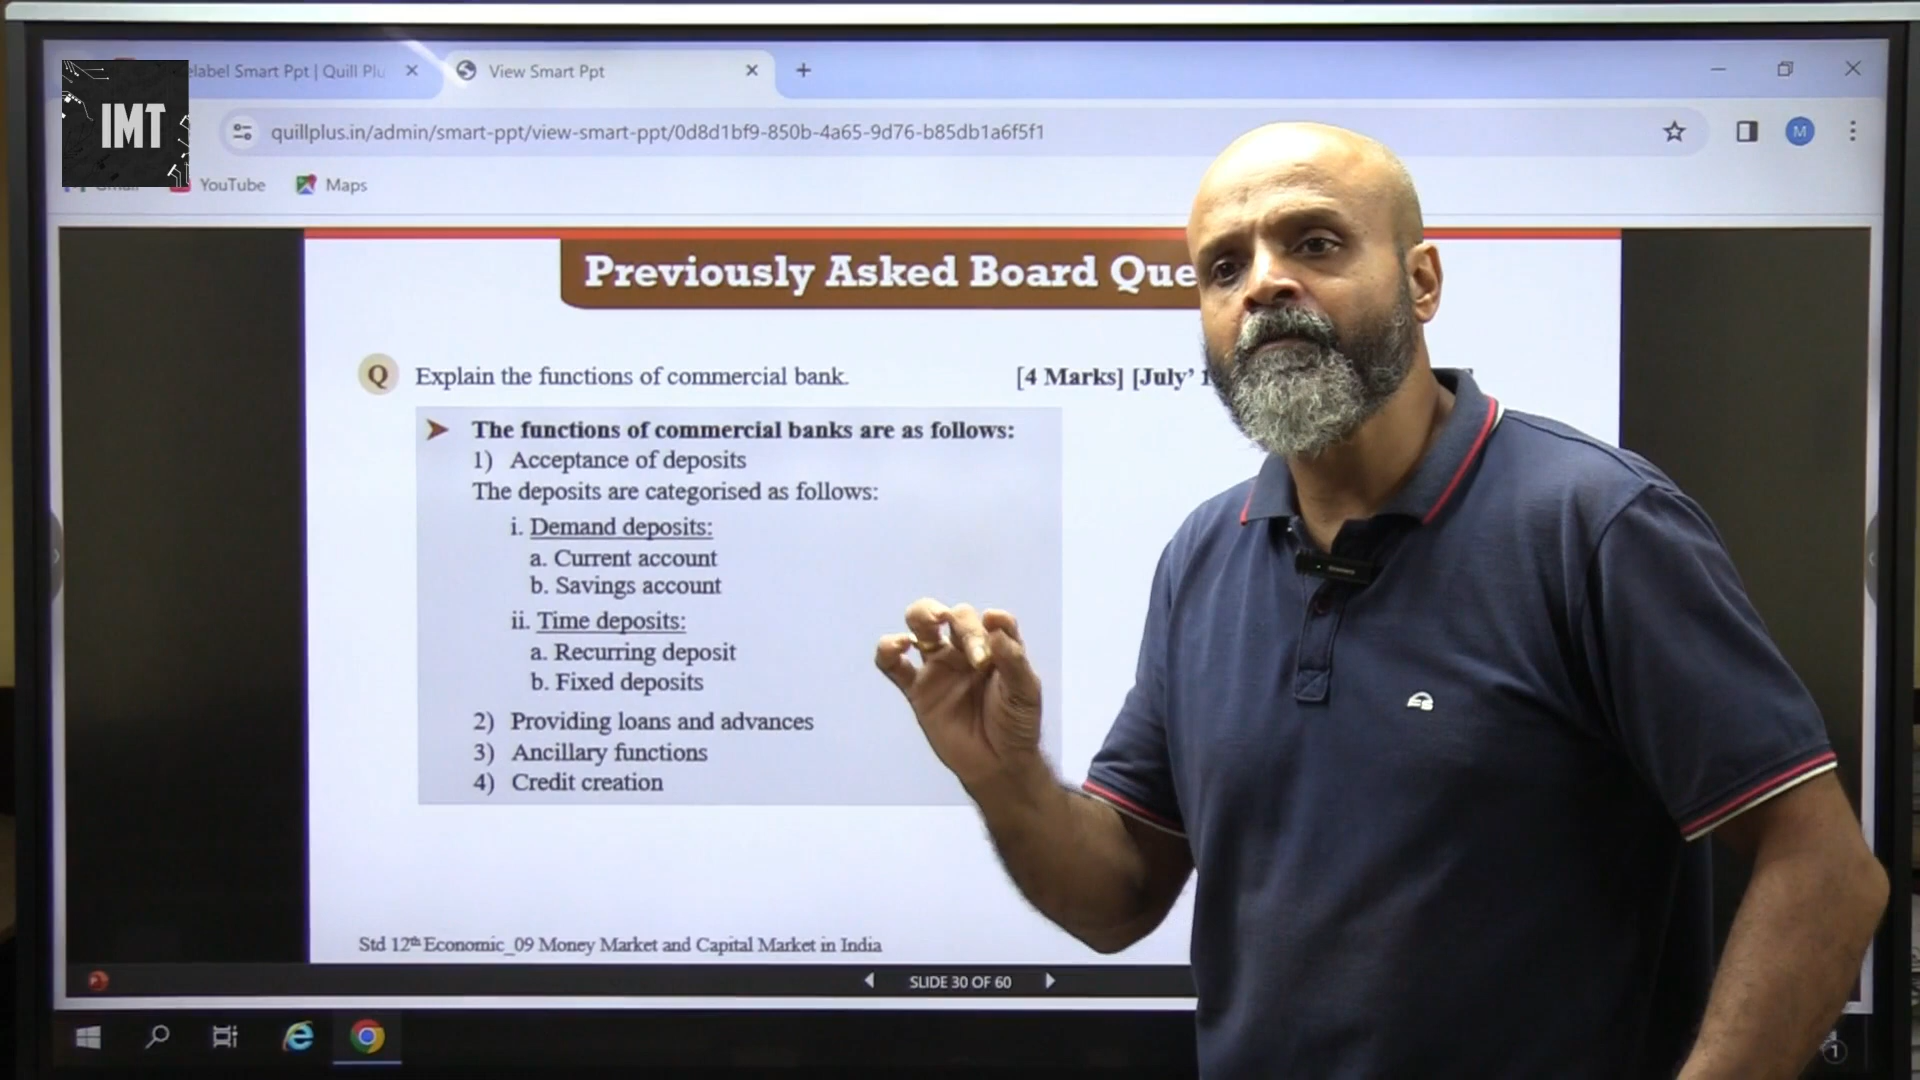 elabel Smart Ppt | Quill Plu
View Smart Ppt
IMT
quillplus.in/admin/smart-ppt/view-smart-ppt/0d8d1bf9-850b-4a65-9d76-b85db1a6f5f1
M
Gmail
YouTube
Maps
Previously Asked Board Que
Q Explain the functions of commercial bank. [4 Marks] [July' 1
The functions of commercial banks are as follows:
1) Acceptance of deposits
The deposits are categorised as follows:
i. Demand deposits:
a. Current account
b. Savings account
ii. Time deposits:
a. Recurring deposit
b. Fixed deposits
2) Providing loans and advances
3) Ancillary functions
4) Credit creation
Std 12th Economic_09 Money Market and Capital Market in India
SLIDE 30 OF 60
1